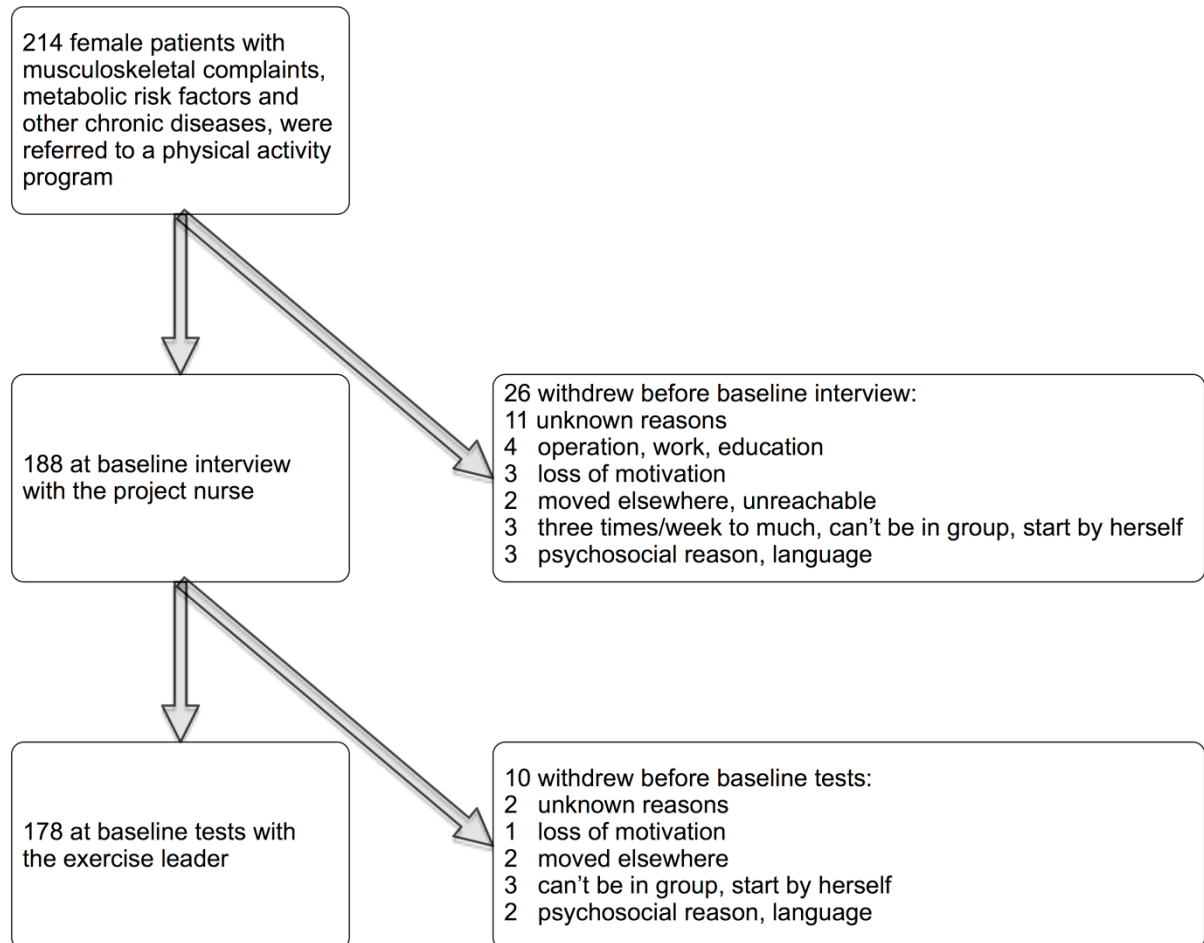 214 female patients with
musculoskeletal complaints,
metabolic risk factors and
other chronic diseases, were
referred to a physical activity
program
188 at baseline interview
with the project nurse
26 withdrew before baseline interview:
11 unknown reasons
4 operation, work, education
3 loss of motivation
2 moved elsewhere, unreachable
3 three times/week to much, can't be in group, start by herself
3 psychosocial reason, language
178 at baseline tests with
the exercise leader
10 withdrew before baseline tests:
2 unknown reasons
1 loss of motivation
2 moved elsewhere
3 can't be in group, start by herself
2 psychosocial reason, language